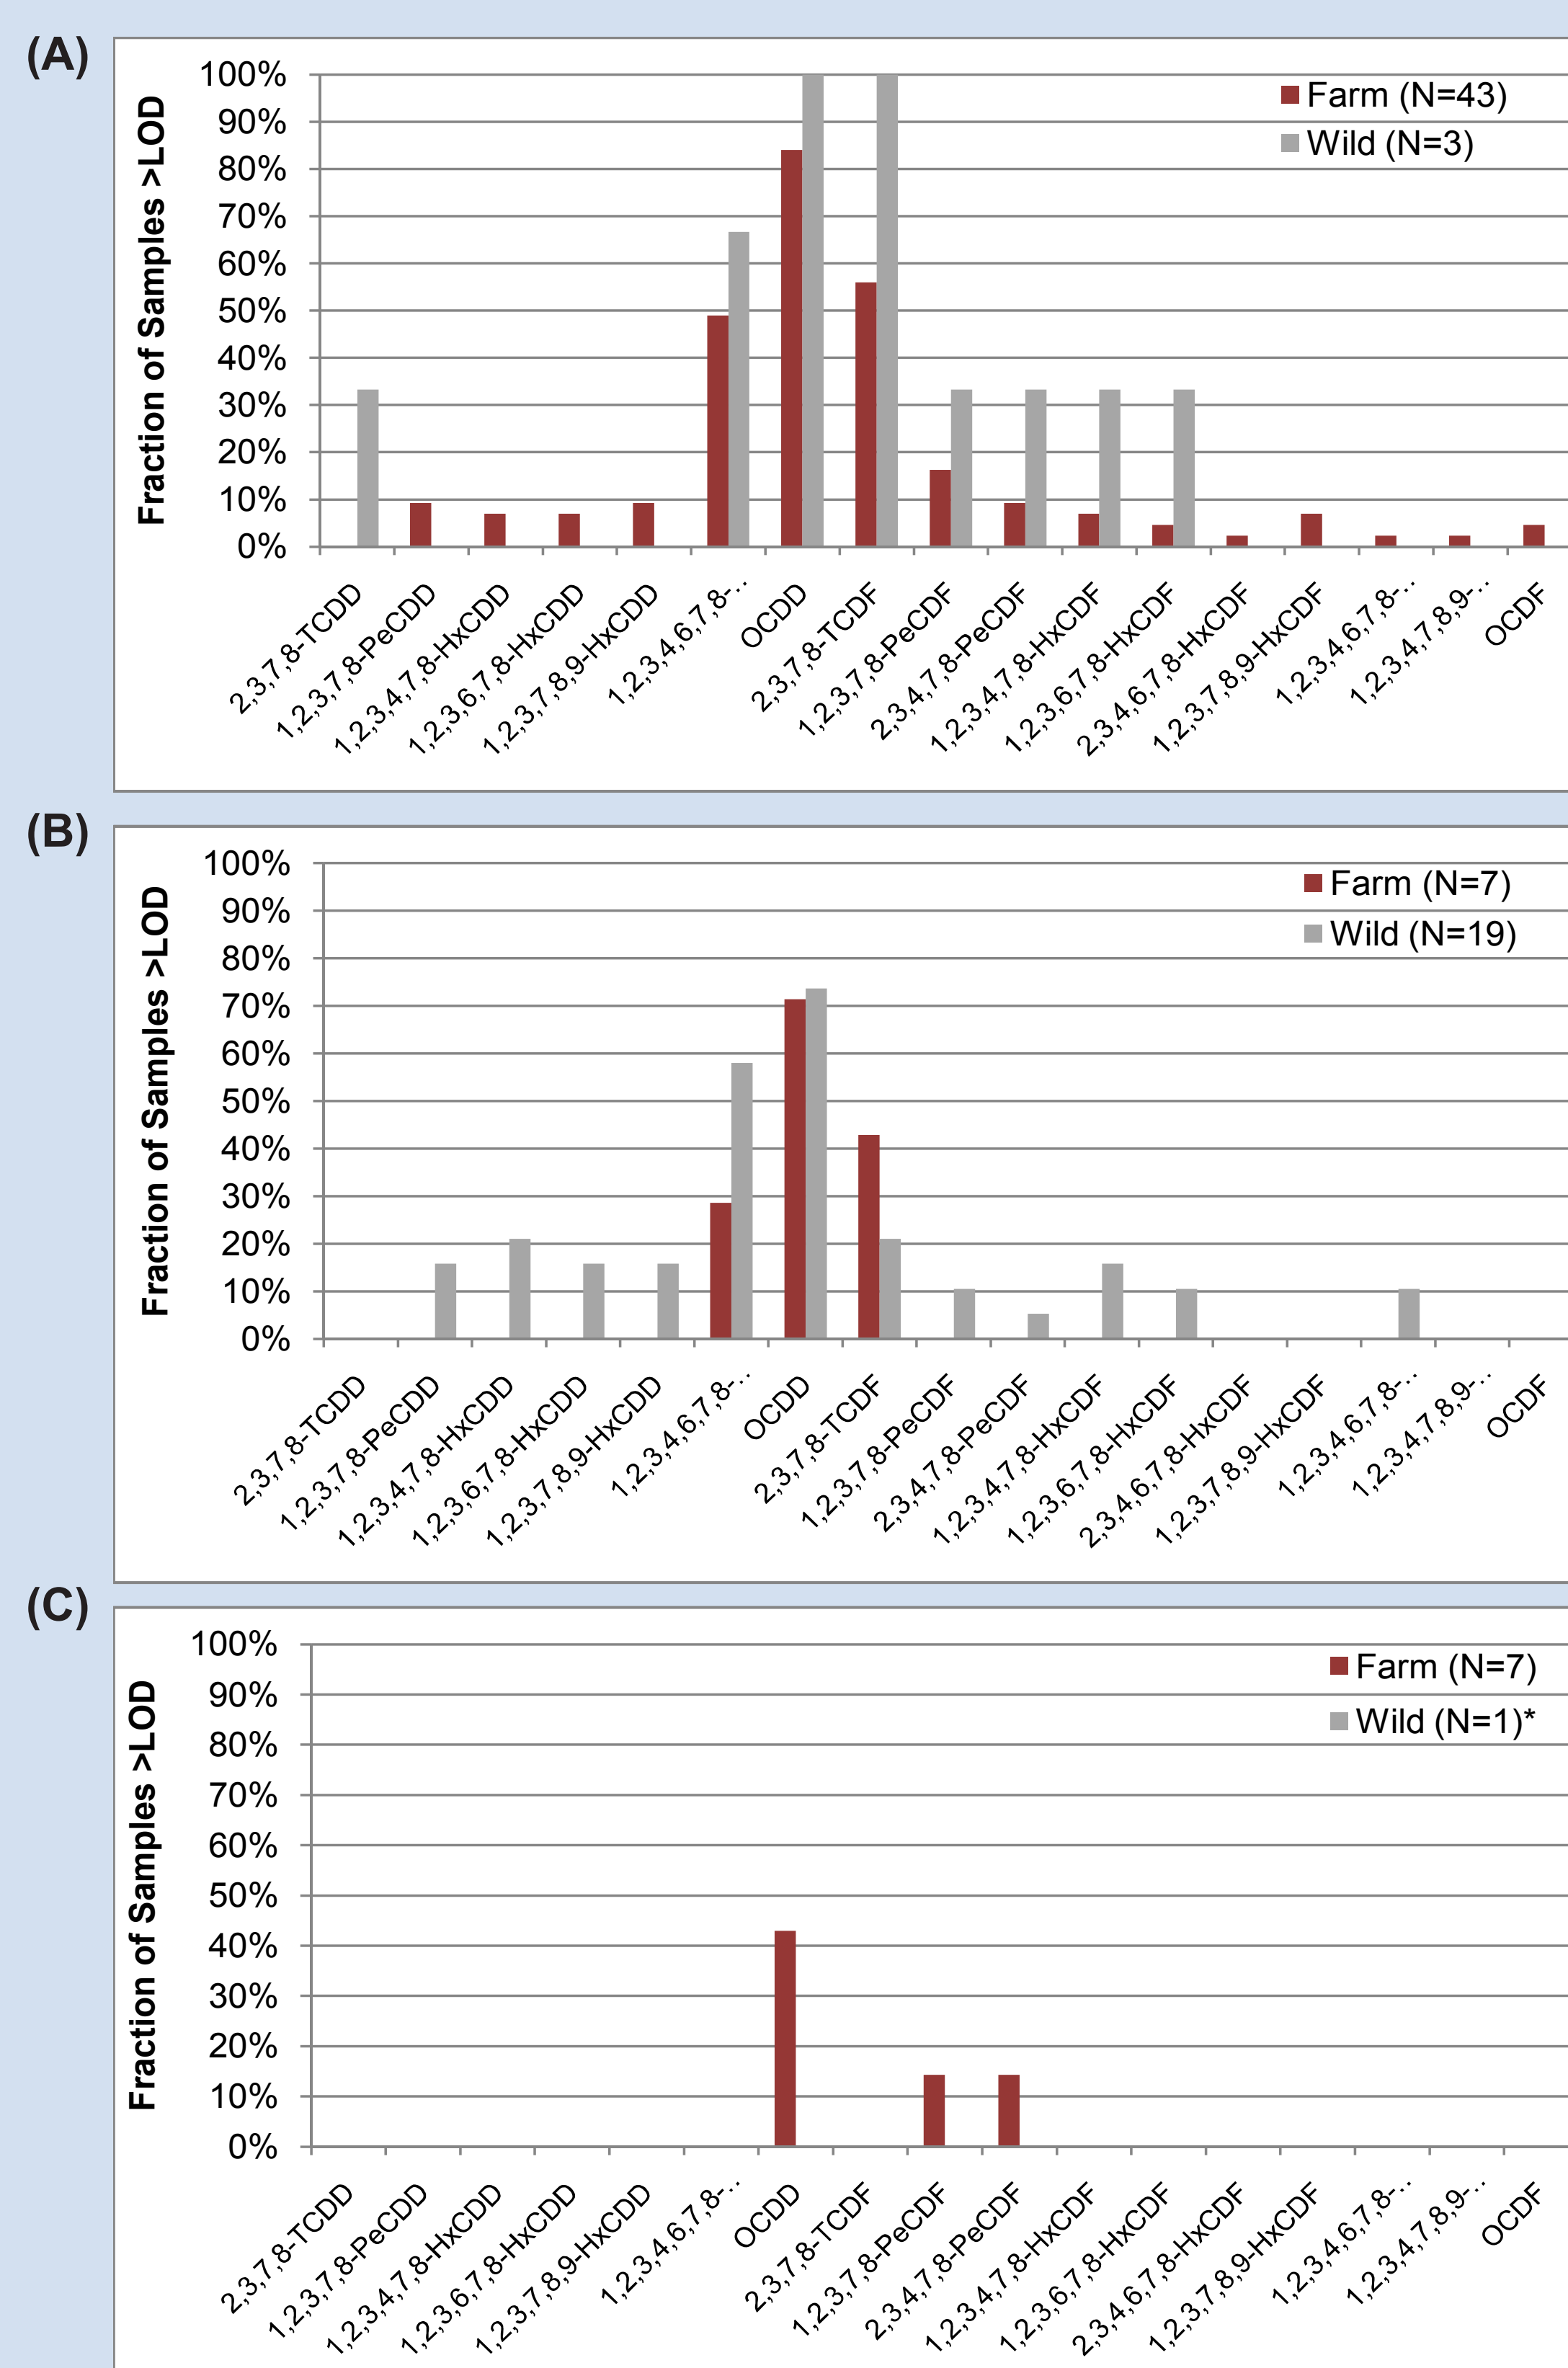 (A)
Fraction of Samples >LOD
100%
90%
80%
70%
60%
50%
40%
30%
20%
10%
0%
Farm (N=43)
Wild (N=3)
2,3,7,8-TCDD
1,2,3,7,8-PeCDD
1,2,3,4,7,8-HxCDD
1,2,3,6,7,8-HxCDD
1,2,3,7,8,9-HxCDD
1,2,3,4,6,7,8-..
OCDD
2,3,7,8-TCDF
1,2,3,7,8-PeCDF
2,3,4,7,8-PeCDF
1,2,3,4,7,8-HxCDF
1,2,3,6,7,8-HxCDF
2,3,4,6,7,8-HxCDF
1,2,3,7,8,9-HxCDF
1,2,3,4,6,7,8-..
1,2,3,4,7,8,9-..
OCDF
(B)
Fraction of Samples >LOD
100%
90%
80%
70%
60%
50%
40%
30%
20%
10%
0%
Farm (N=7)
Wild (N=19)
2,3,7,8-TCDD
1,2,3,7,8-PeCDD
1,2,3,4,7,8-HxCDD
1,2,3,6,7,8-HxCDD
1,2,3,7,8,9-HxCDD
1,2,3,4,6,7,8-..
OCDD
2,3,7,8-TCDF
1,2,3,7,8-PeCDF
2,3,4,7,8-PeCDF
1,2,3,4,7,8-HxCDF
1,2,3,6,7,8-HxCDF
2,3,4,6,7,8-HxCDF
1,2,3,7,8,9-HxCDF
1,2,3,4,6,7,8-..
1,2,3,4,7,8,9-..
OCDF
(C)
Fraction of Samples >LOD
100%
90%
80%
70%
60%
50%
40%
30%
20%
10%
0%
Farm (N=7)
Wild (N=1)*
2,3,7,8-TCDD
1,2,3,7,8-PeCDD
1,2,3,4,7,8-HxCDD
1,2,3,6,7,8-HxCDD
1,2,3,7,8,9-HxCDD
1,2,3,4,6,7,8-..
OCDD
2,3,7,8-TCDF
1,2,3,7,8-PeCDF
2,3,4,7,8-PeCDF
1,2,3,4,7,8-HxCDF
1,2,3,6,7,8-HxCDF
2,3,4,6,7,8-HxCDF
1,2,3,7,8,9-HxCDF
1,2,3,4,6,7,8-..
1,2,3,4,7,8,9-..
OCDF